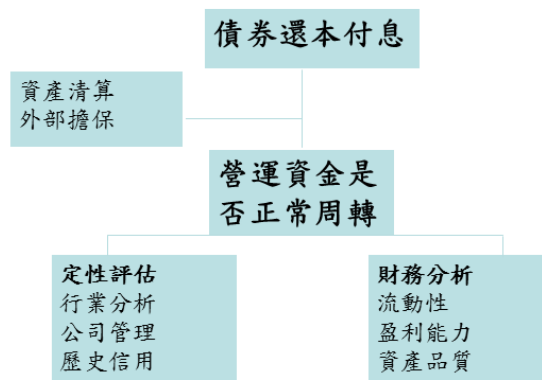 債券還本付息
資產清算
外部擔保
營運資金是
否正常周轉
定性評估
行業分析
公司管理
歷史信用
財務分析
流動性
盈利能力
資產品質